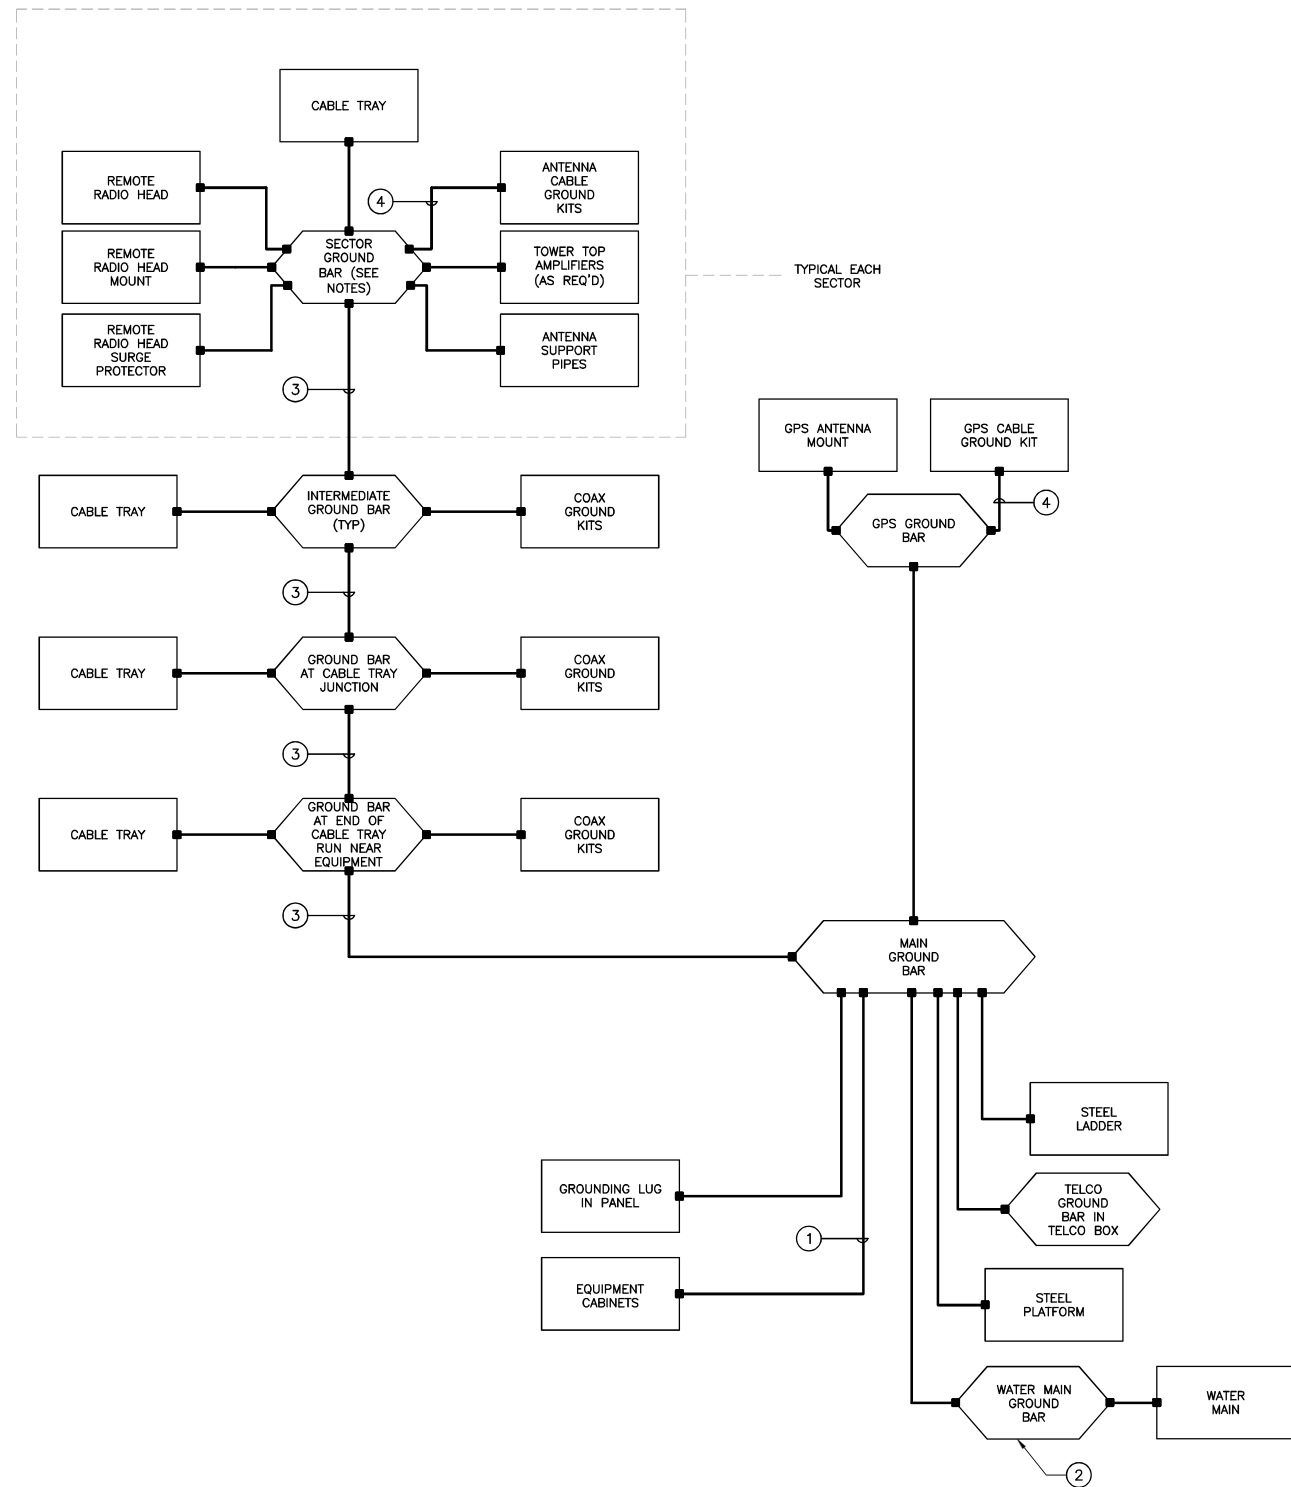 CABLE TRAY
REMOTE
RADIO HEAD
4
ANTENNA
CABLE
GROUND
KITS
REMOTE
RADIO HEAD
MOUNT
SECTOR
GROUND
BAR (SEE
NOTES)
TOWER TOP
AMPLIFIERS
(AS REQ'D)
TYPICAL EACH
SECTOR
REMOTE
RADIO HEAD
SURGE
PROTECTOR
ANTENNA
SUPPORT
PIPES
3
GPS ANTENNA
MOUNT
GPS CABLE
GROUND KIT
CABLE TRAY
INTERMEDIATE
GROUND BAR
(TYP)
COAX
GROUND
KITS
4
GPS GROUND
BAR
3
CABLE TRAY
GROUND BAR
AT CABLE TRAY
JUNCTION
COAX
GROUND
KITS
3
CABLE TRAY
GROUND BAR
AT END OF
CABLE TRAY
RUN NEAR
EQUIPMENT
COAX
GROUND
KITS
3
MAIN
GROUND
BAR
STEEL
LADDER
GROUNDING LUG
IN PANEL
TELCO
GROUND
BAR IN
TELCO BOX
1
EQUIPMENT
CABINETS
STEEL
PLATFORM
WATER MAIN
GROUND
BAR
WATER
MAIN
2